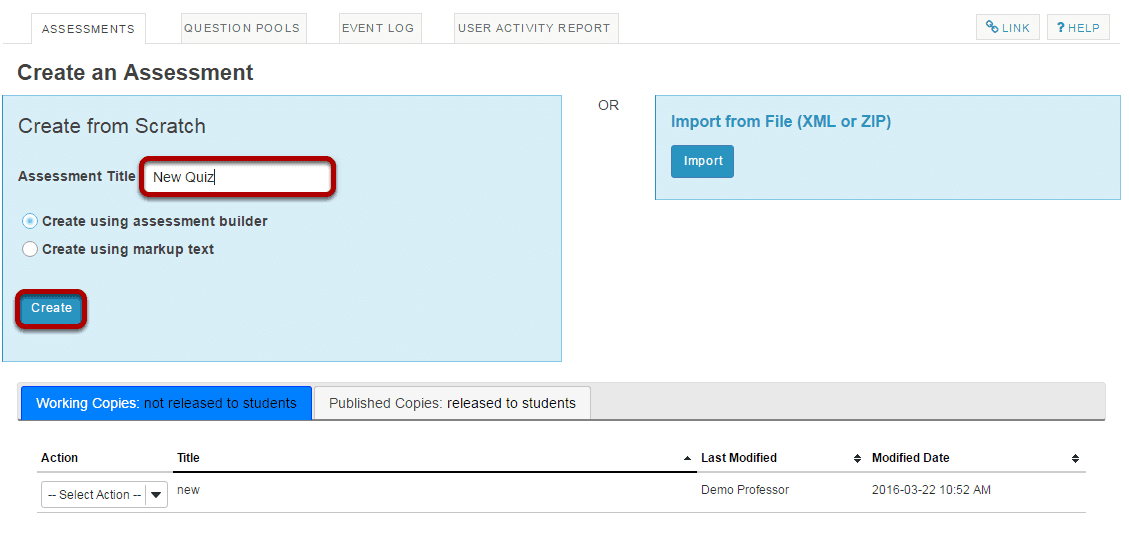 ASSESSMENTS QUESTION POOLS EVENT LOG USER ACTIVITY REPORT LINK ? HELP
Create an Assessment
Create from Scratch
Assessment Title New Quiz
Create using assessment builder
Create using markup text
Create
OR
Import from File (XML or ZIP)
Import
Working Copies: not released to students Published Copies: released to students
Action Title Last Modified Modified Date
-- Select Action -- new Demo Professor 2016-03-22 10:52 AM